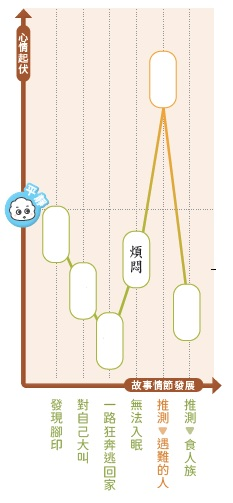 心情起伏
平靜
煩悶
故事情節發展
發現腳印
對自己大叫
一路狂奔逃回家
無法入眠
推測▼遇難的人
推測▼食人族